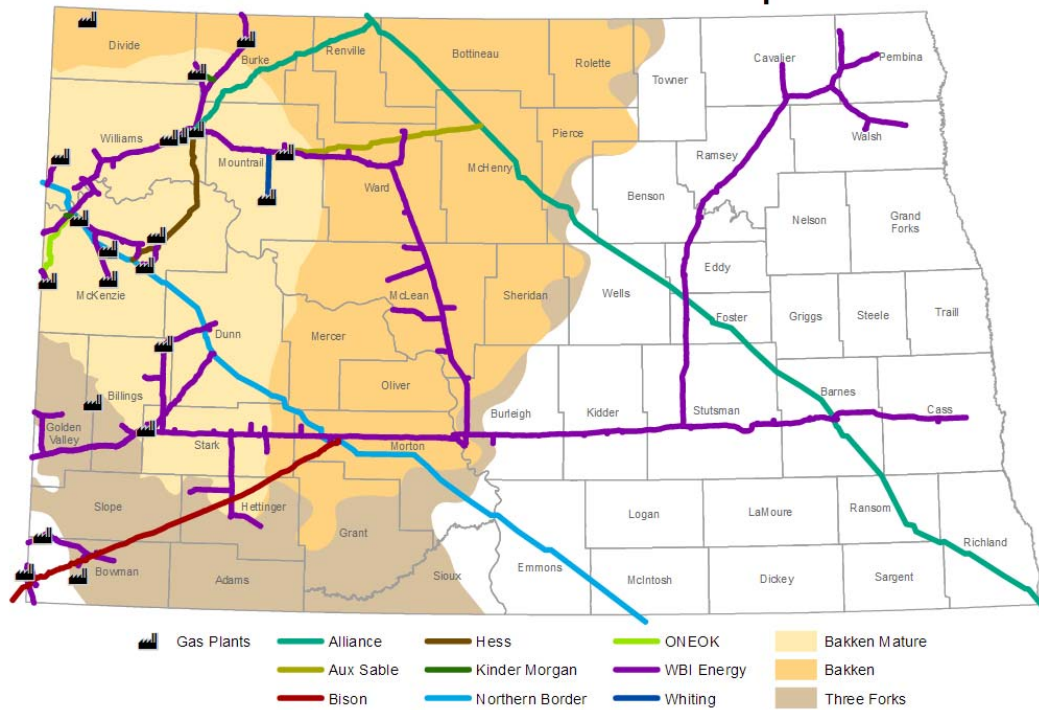 Divide
Burke
Renville
Bottineau
Rolette
Towner
Cavalier
Pembina
Williams
Mountrail
Ward
McHenry
Pierce
Benson
Ramsey
Walsh
Nelson
Grand
Forks
McKenzie
Dunn
McLean
Mercer
Sheridan
Wells
Eddy
Foster
Griggs
Steele
Traill
Billings
Golden
Valley
Stark
Oliver
Morton
Burleigh
Kidder
Stutsman
Barnes
Cass
Slope
Hettinger
Grant
Bowman
Adams
Sioux
Emmons
Logan
LaMoure
Ransom
Richland
McIntosh
Dickey
Sargent
Gas Plants
Alliance
Hess
ONEOK
Bakken Mature
Aux Sable
Kinder Morgan
WBI Energy
Bakken
Bison
Northern Border
Whiting
Three Forks